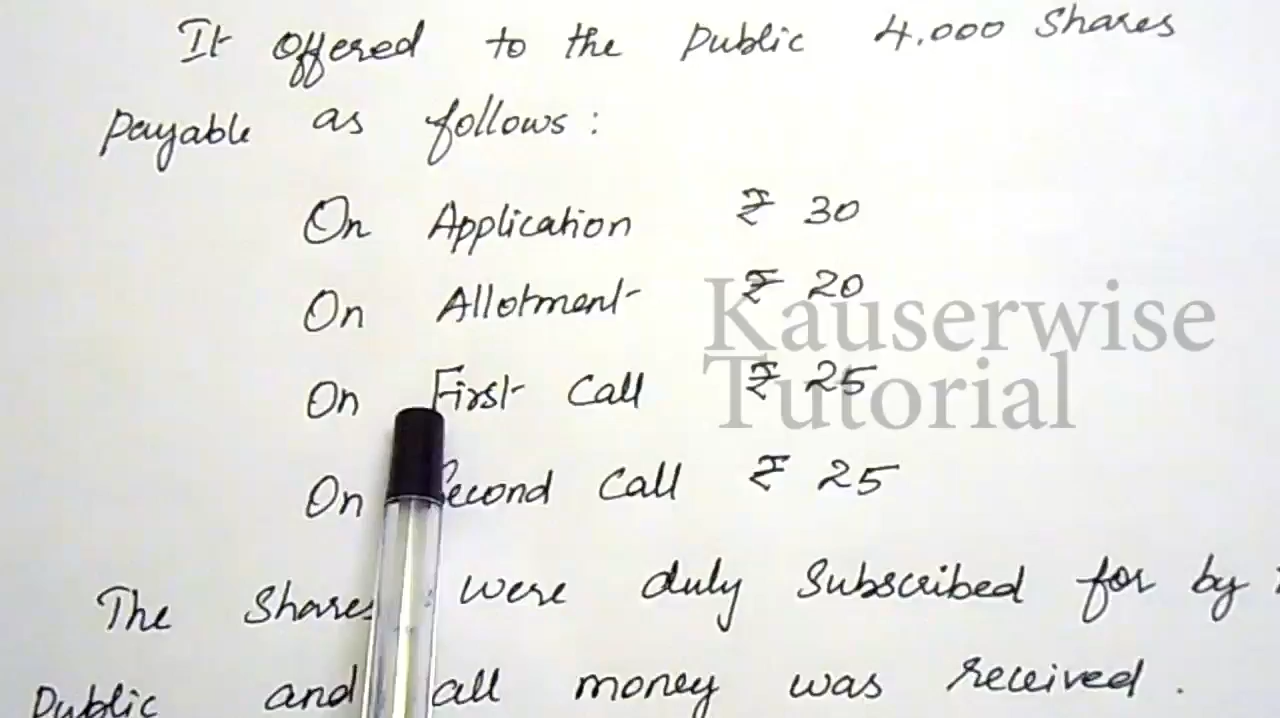 It offered to the public 4.000 Shares
payable as follows:
On Application ₹ 30
On Allotment ₹ 20
Kauserwise
On First Call ₹ 25
Tutorial
On Second Call ₹ 25
The Shares were duly Subscribed for by
Public and all money was received.